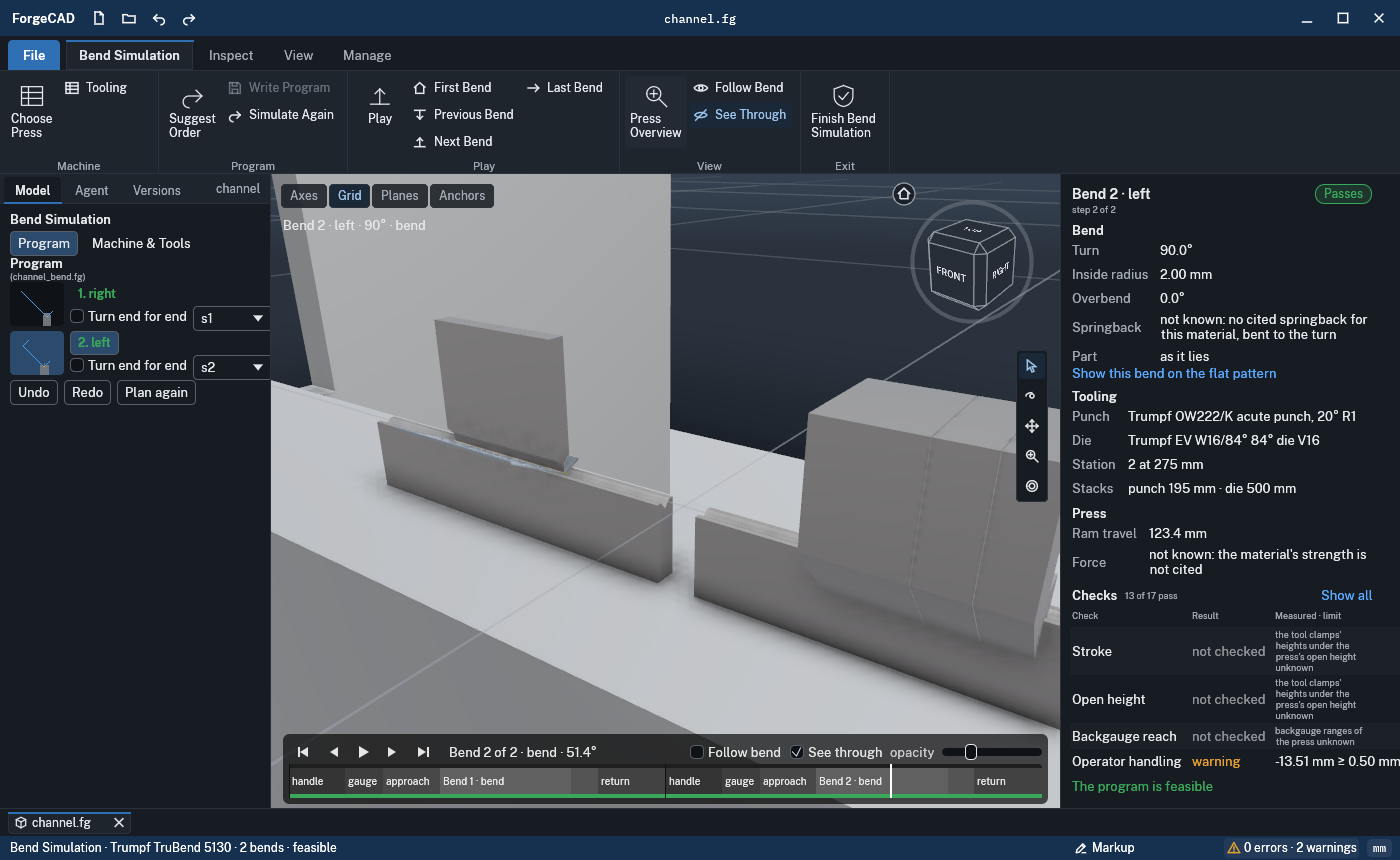 ForgeCAD
channel.fg
File
Bend Simulation
Inspect
View
Manage
Choose Press
Tooling
Machine
Suggest Order
Write Program
Simulate Again
Program
Play
First Bend
Previous Bend
Next Bend
Last Bend
Play
Press Overview
Follow Bend
See Through
View
Finish Bend Simulation
Exit
Model
Agent
Versions
channel
Bend Simulation
Program
Machine & Tools
Program
(channel_bend.fg)
1. right
Turn end for end
s1
2. left
Turn end for end
s2
Undo
Redo
Plan again
Axes
Grid
Planes
Anchors
Bend 2 · left · 90° · bend
FRONT
RIGHT
Bend 2 of 2 · bend · 51.4°
Follow bend
See through
opacity
handle
gauge
approach
Bend 1 · bend
return
handle
gauge
approach
Bend 2 · bend
return
Bend 2 · left
Passes
step 2 of 2
Bend
Turn 90.0°
Inside radius 2.00 mm
Overbend 0.0°
Springback not known: no cited springback for this material, bent to the turn
Part as it lies
Show this bend on the flat pattern
Tooling
Punch Trumpf OW222/K acute punch, 20° R1
Die Trumpf EV W16/84° 84° die V16
Station 2 at 275 mm
Stacks punch 195 mm · die 500 mm
Press
Ram travel 123.4 mm
Force not known: the material's strength is not cited
Checks 13 of 17 pass Show all
Check Result Measured · limit
Stroke not checked the tool clamps' heights under the press's open height unknown
Open height not checked the tool clamps' heights under the press's open height unknown
Backgauge reach not checked backgauge ranges of the press unknown
Operator handling warning -13.51 mm ≥ 0.50 mm
The program is feasible
channel.fg
Bend Simulation · Trumpf TruBend 5130 · 2 bends · feasible
Markup
0 errors · 2 warnings
mm